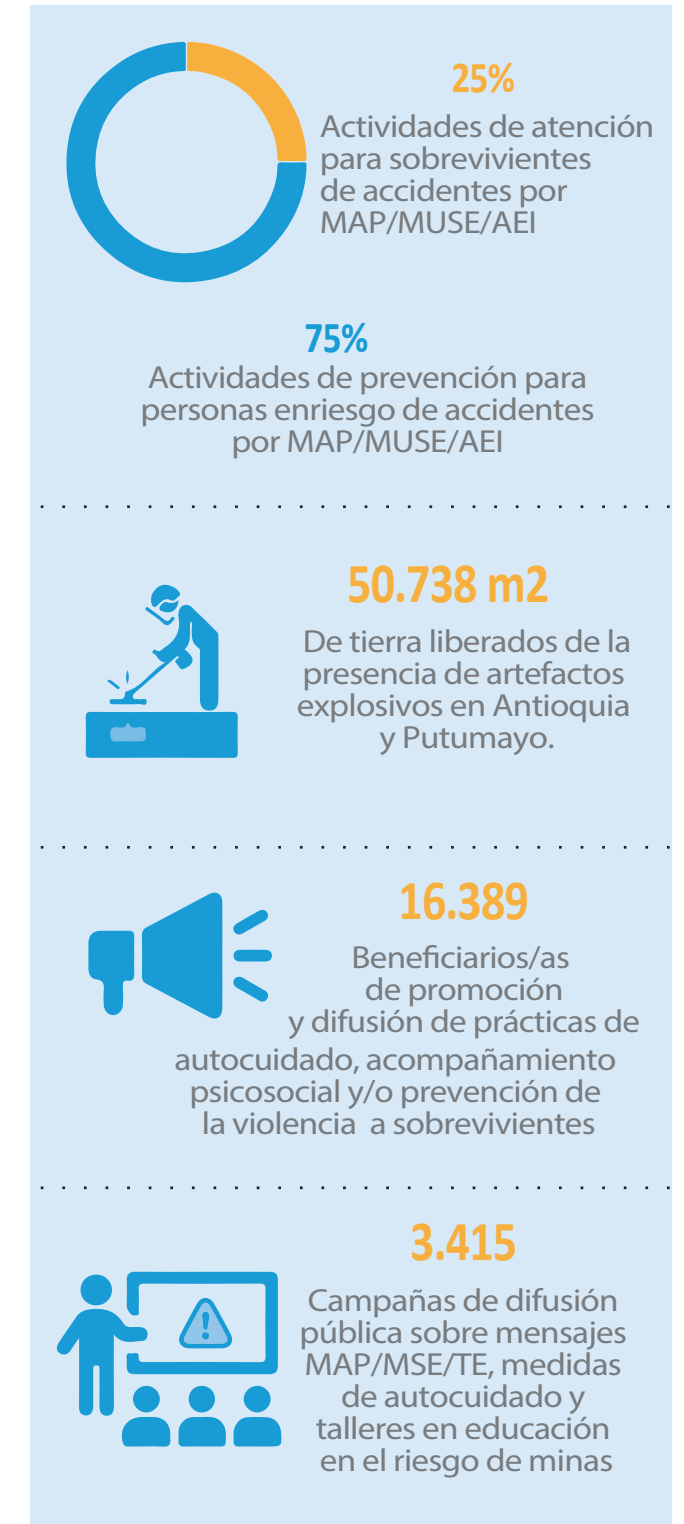 25%
Actividades de atención
para sobrevivientes
de accidentes por
MAP/MUSE/AEI
75%
Actividades de prevención para
personas enriesgo de accidentes
por MAP/MUSE/AEI
50.738 m2
De tierra liberados de la
presencia de artefactos
explosivos en Antioquia
y Putumayo.
16.389
Beneficiarios/as
de promoción
y difusión de prácticas de
autocuidado, acompañamiento
psicosocial y/o prevención de
la violencia a sobrevivientes
3.415
Campañas de difusión
pública sobre mensajes
MAP/MSE/TE, medidas
de autocuidado y
talleres en educación
en el riesgo de minas